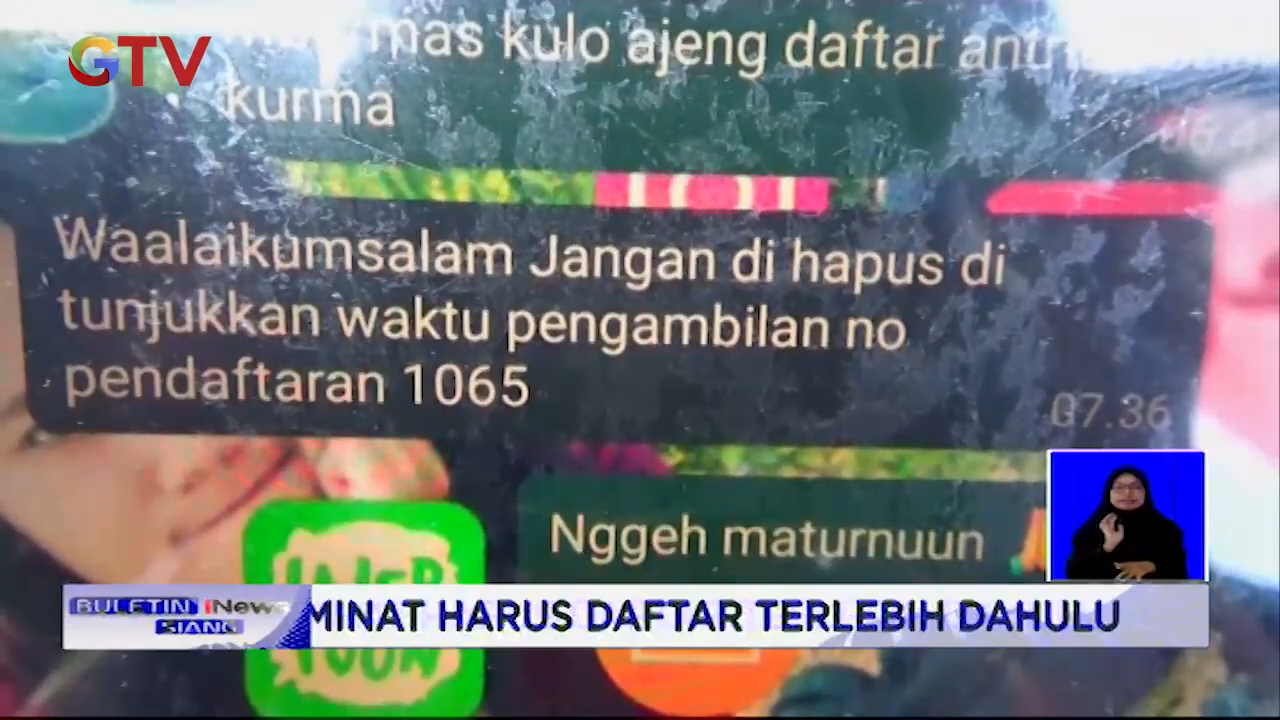 GTV
mas kulo ajeng daftar
kurma
Waalaikumsalam Jangan di hapus di
tunjukkan waktu pengambilan no
pendaftaran 1065
07.36
Nggeh maturnuun
BULETIN iNews
SIANG
MINAT HARUS DAFTAR TERLEBIH DAHULU